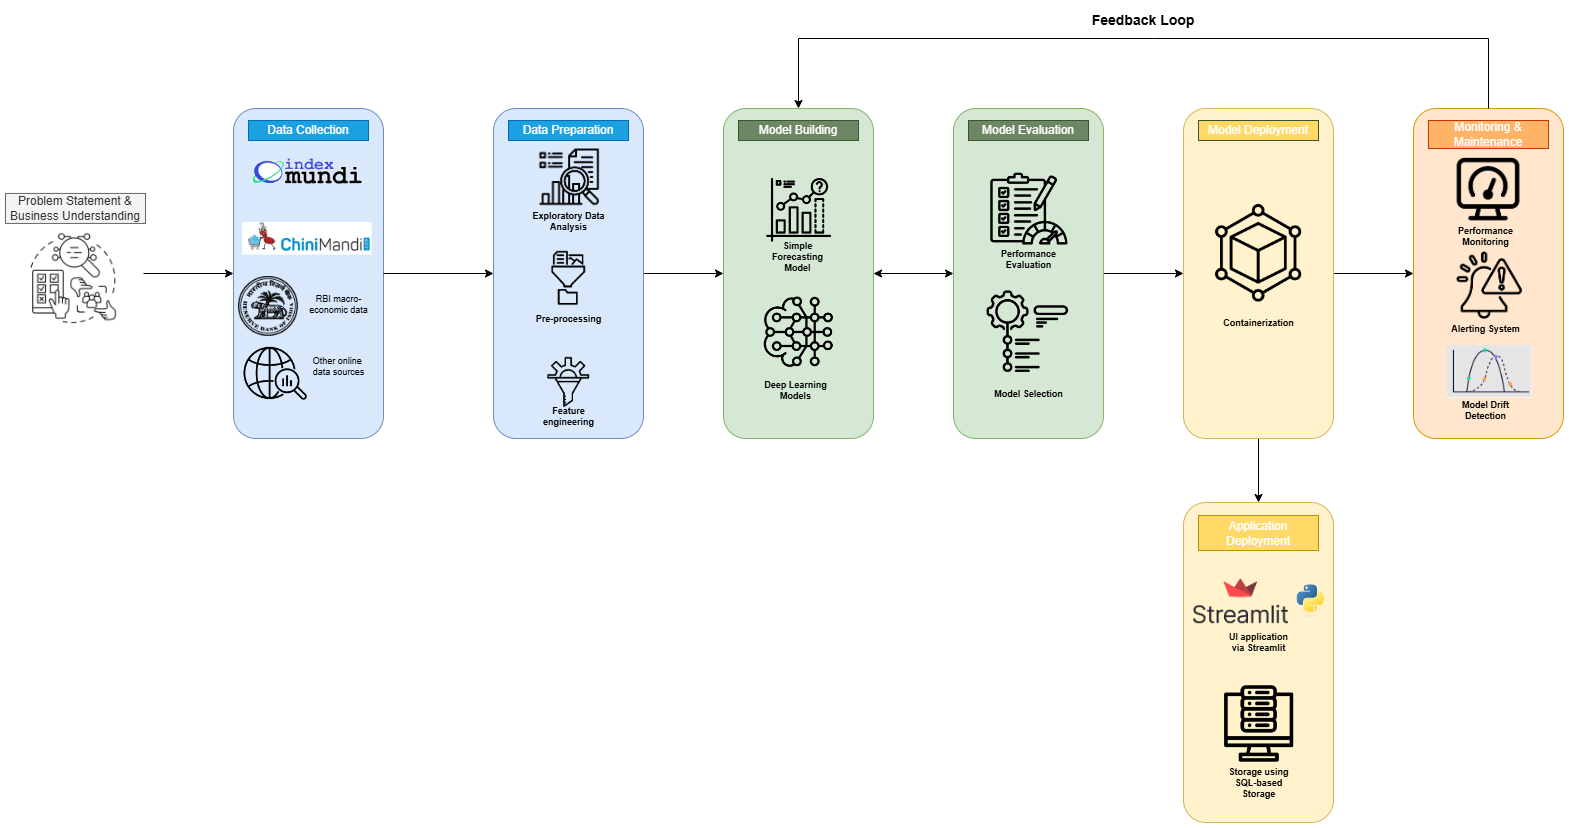 Feedback Loop
Problem Statement &
Business Understanding
Data Collection
index
mundi
ChiniMandi
RBI macro-
economic data
Other online
data sources
Data Preparation
Exploratory Data
Analysis
Pre-processing
Feature
engineering
Model Building
Simple
Forecasting
Model
Deep Learning
Models
Model Evaluation
Performance
Evaluation
Model Selection
Model Deployment
Containerization
Monitoring &
Maintenance
Performance
Monitoring
Alerting System
Model Drift
Detection
Application
Deployment
Streamlit
UI application
via Streamlit
Storage using
SQL-based
Storage